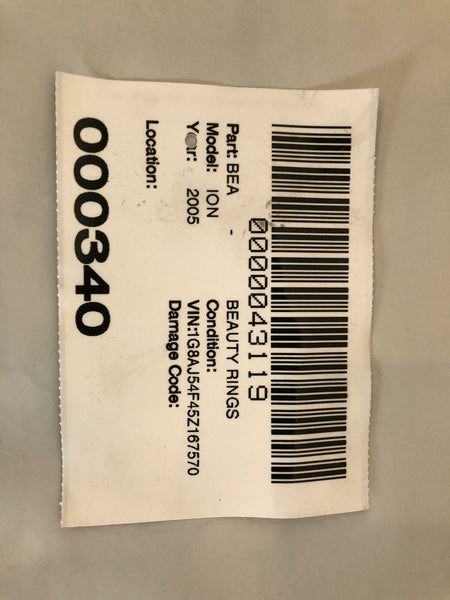 0000043119
Part: BEA - BEAUTY RINGS
Model: ION Condition:
Year: 2005 VIN:1G8AJ54F45Z167570
Damage Code:
Location:
000340